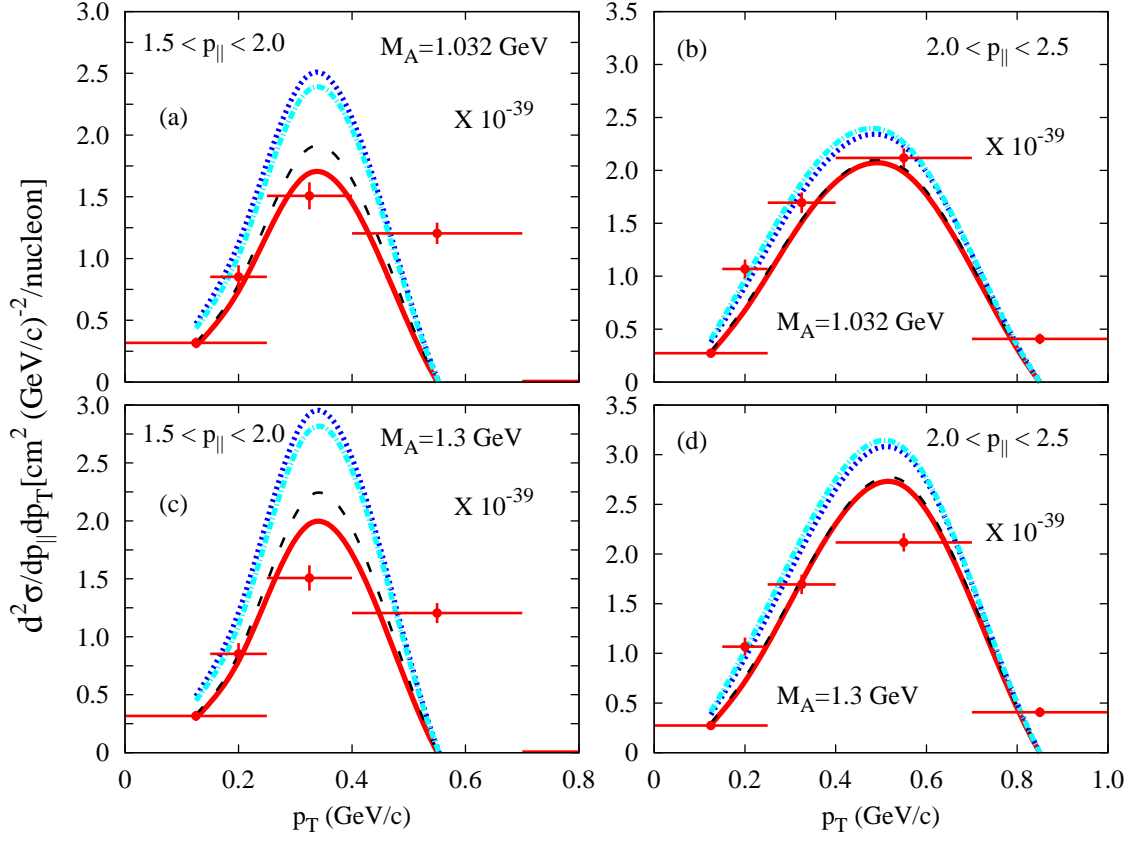 d²σ/dp||dp_T[cm² (GeV/c)⁻²/nucleon]
3.0
2.5
2.0
1.5
1.0
0.5
0
1.5 < p|| < 2.0
M_A=1.032 GeV
(a)
X 10⁻³⁹
3.5
3.0
2.5
2.0
1.5
1.0
0.5
0
(b)
2.0 < p|| < 2.5
X 10⁻³⁹
M_A=1.032 GeV
3.0
2.5
2.0
1.5
1.0
0.5
0
1.5 < p|| < 2.0
M_A=1.3 GeV
(c)
X 10⁻³⁹
0
0.2
0.4
0.6
0.8
p_T (GeV/c)
3.5
3.0
2.5
2.0
1.5
1.0
0.5
0
(d)
2.0 < p|| < 2.5
X 10⁻³⁹
M_A=1.3 GeV
0
0.2
0.4
0.6
0.8
1.0
p_T (GeV/c)